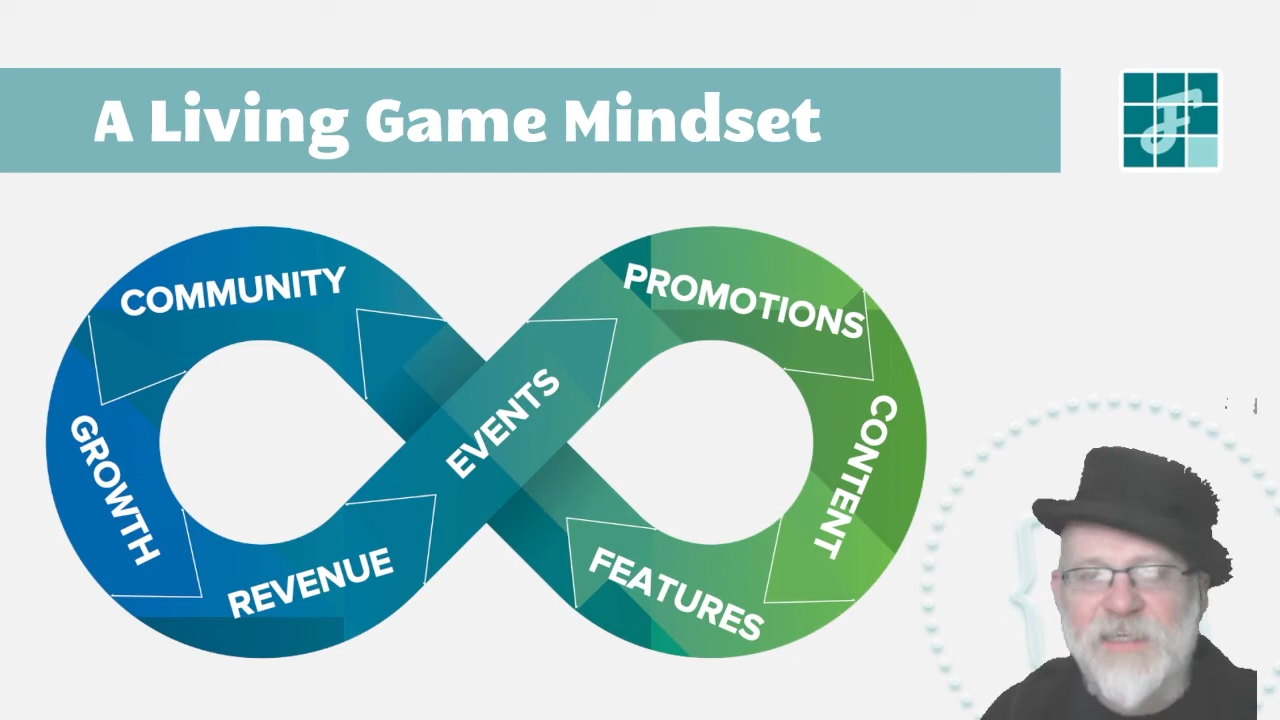 A Living Game Mindset
F
COMMUNITY
PROMOTIONS
EVENTS
GROWTH
CONTENT
REVENUE
FEATURES